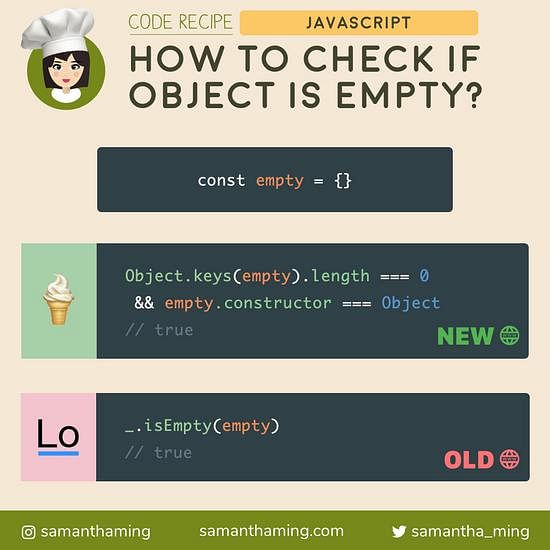 CODE RECIPE
JAVASCRIPT
HOW TO CHECK IF
OBJECT IS EMPTY?
const empty = {}
Object.keys(empty).length === 0
&& empty.constructor === Object
// true
NEW
Lo
_.isEmpty(empty)
// true
OLD
samanthaming
samanthaming.com
samantha_ming